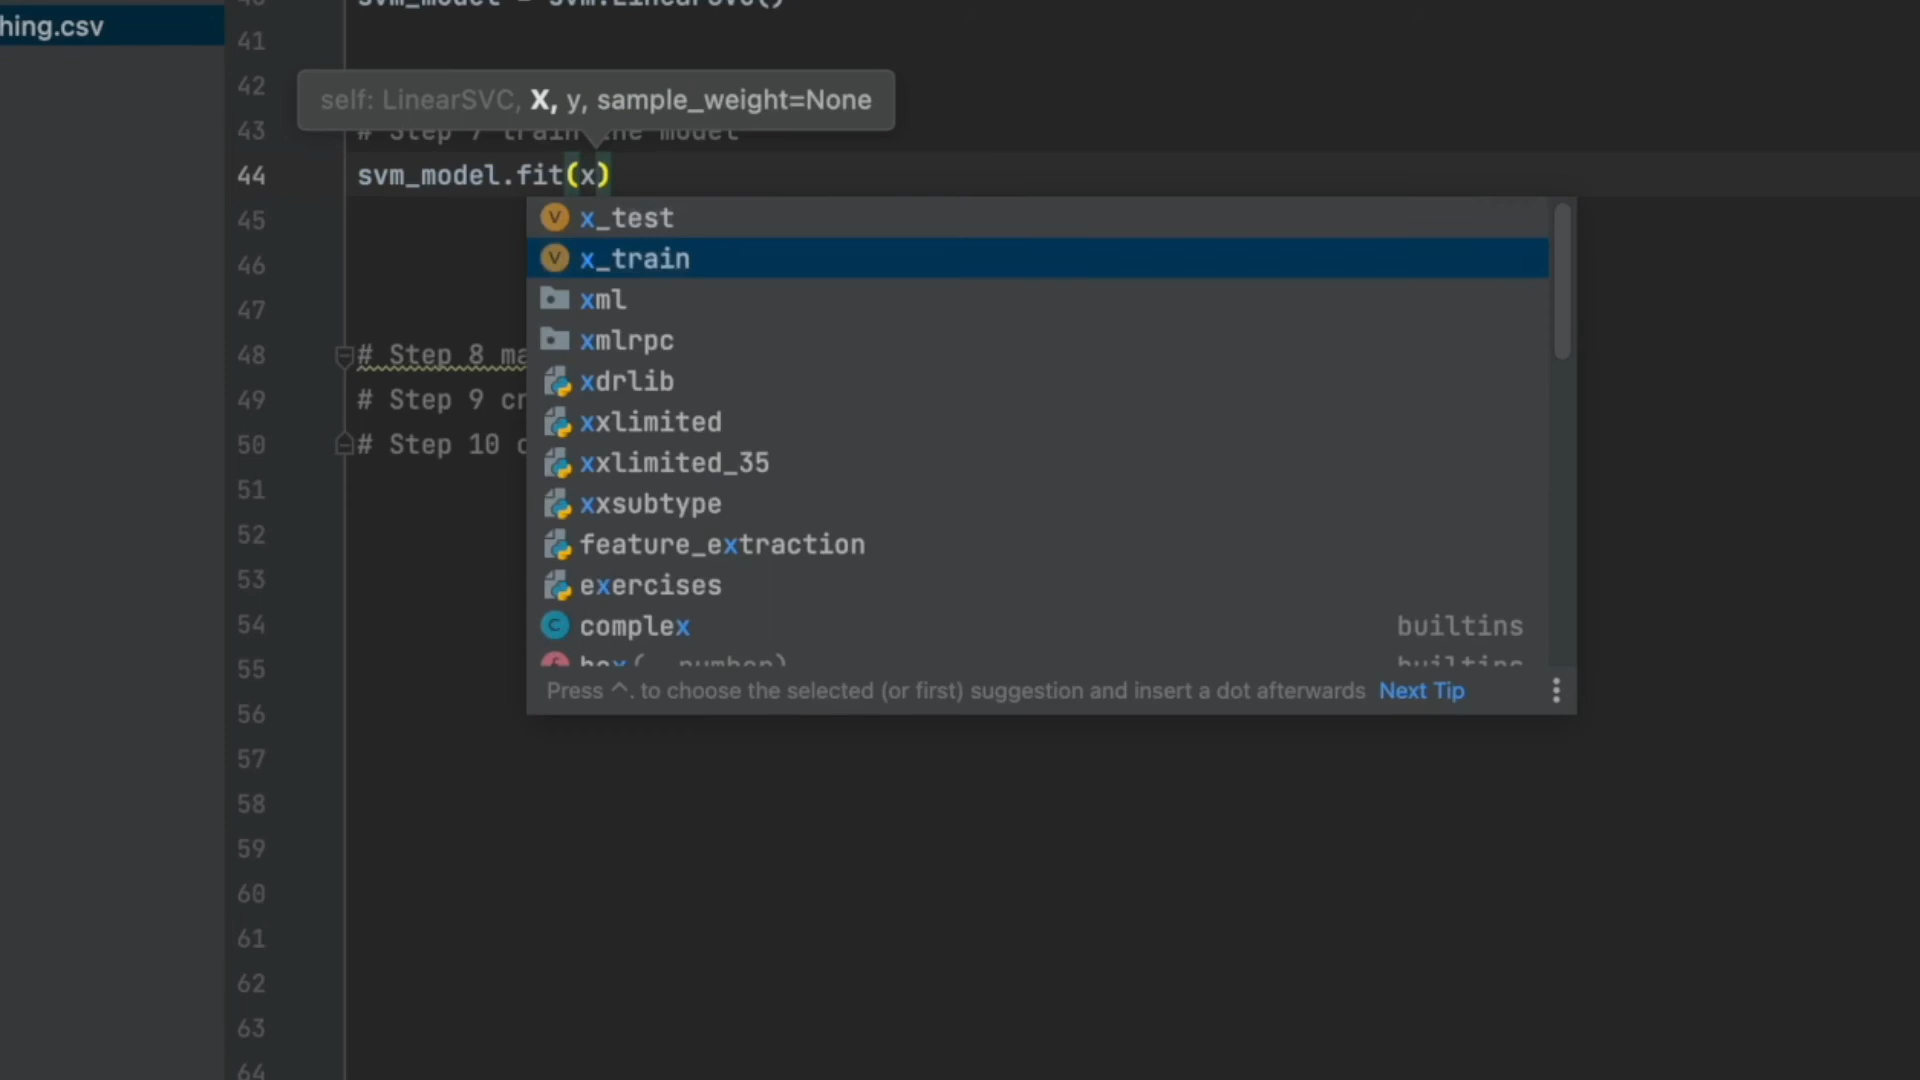 hing.csv
41
42
self: LinearSVC, X, y, sample_weight=None
43 # Step 7 train the model
44 svm_model.fit(x)
45
46
47
48 # Step 8 ma
49 # Step 9 cr
50 # Step 10
51
52
53
54
55
56
57
58
59
60
61
62
63
64
x_test
x_train
xml
xmlrpc
xdrlib
xxlimited
xxlimited_35
xxsubtype
feature_extraction
exercises
complex builtins
Press ^. to choose the selected (or first) suggestion and insert a dot afterwards Next Tip